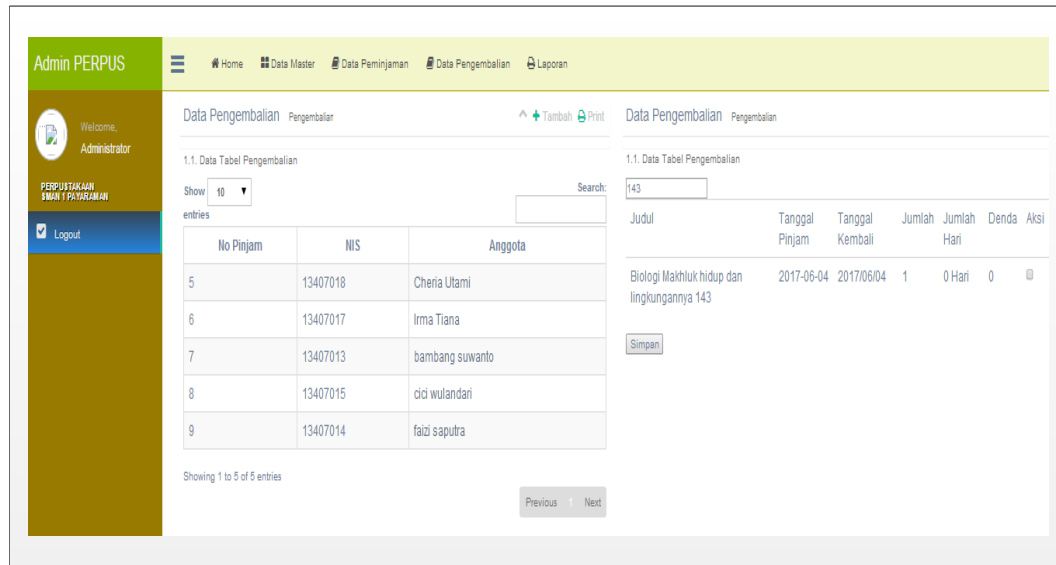 Admin PERPUS
Home Data Master Data Peminjaman Data Pengembalian Laporan
Welcome,
Administrator
PERPUSTAKAAN
SMAN 1 PAYARAMAN
Logout
Data Pengembalian Pengembalian Tambah Print
1.1. Data Tabel Pengembalian
Show 10 entries
Search:
No Pinjam NIS Anggota
5 13407018 Cheria Utami
6 13407017 Irma Tiana
7 13407013 bambang suwanto
8 13407015 cici wulandari
9 13407014 faizi saputra
Showing 1 to 5 of 5 entries
Previous 1 Next
Data Pengembalian Pengembalian
1.1. Data Tabel Pengembalian
143
Judul Tanggal Pinjam Tanggal Kembali Jumlah Jumlah Hari Denda Aksi
Biologi Makhluk hidup dan lingkungannya 143 2017-06-04 2017/06/04 1 0 Hari 0
Simpan